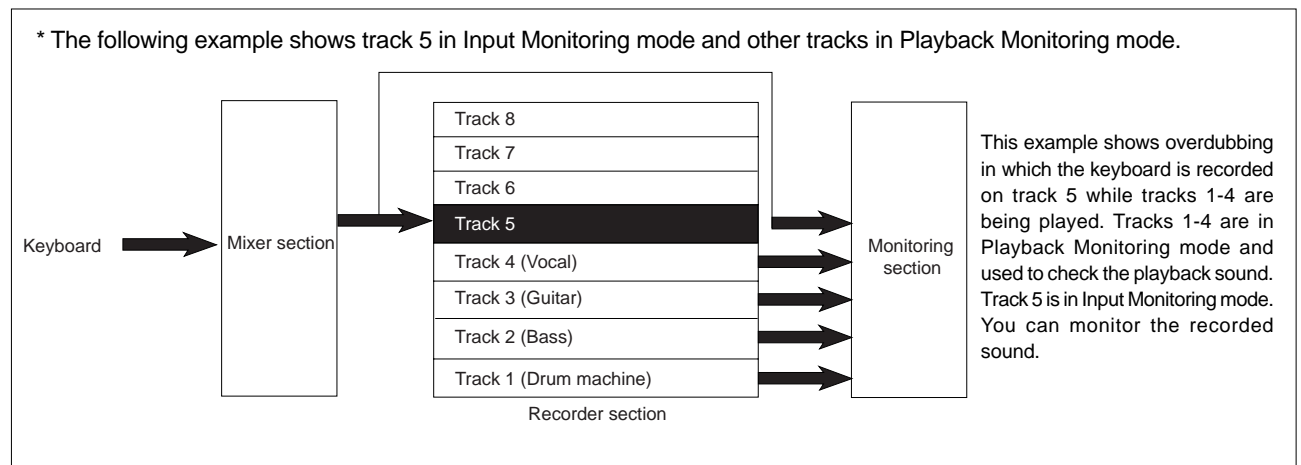 * The following example shows track 5 in Input Monitoring mode and other tracks in Playback Monitoring mode.
Track 8
Track 7
Track 6
Track 5
Track 4 (Vocal)
Track 3 (Guitar)
Track 2 (Bass)
Track 1 (Drum machine)
Recorder section
Keyboard
Mixer section
Monitoring
section
This example shows overdubbing
in which the keyboard is recorded
on track 5 while tracks 1-4 are
being played. Tracks 1-4 are in
Playback Monitoring mode and
used to check the playback sound.
Track 5 is in Input Monitoring mode.
You can monitor the recorded
sound.